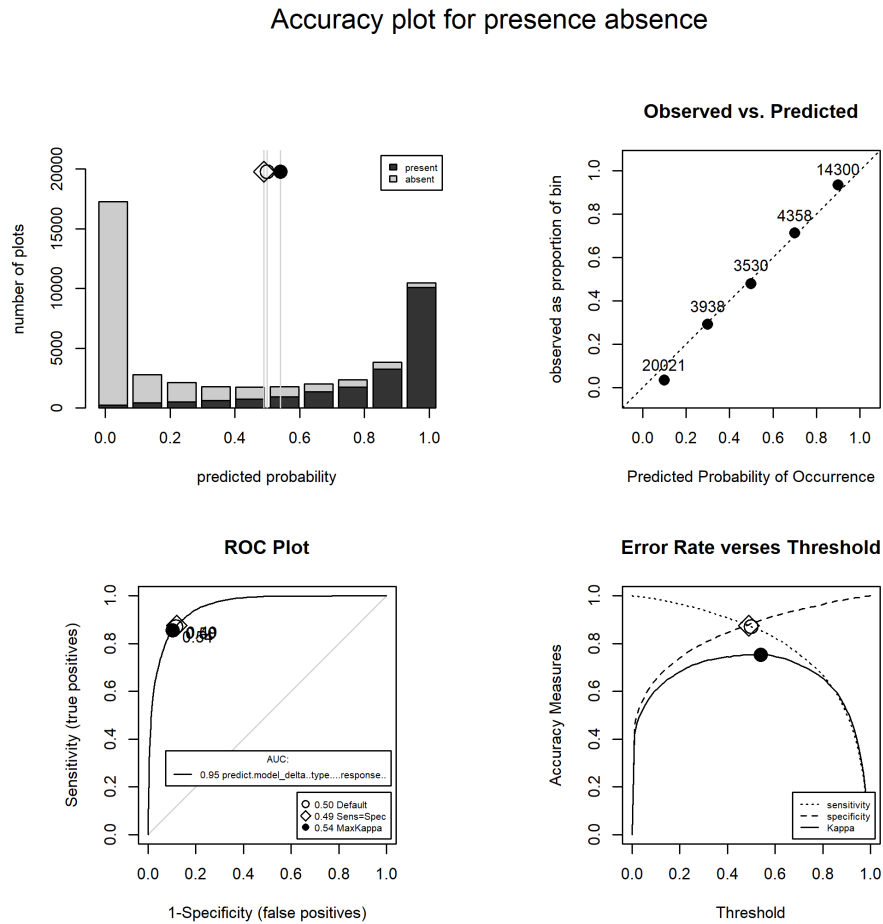 Accuracy plot for presence absence
number of plots
20000
15000
10000
5000
0
present
absent
0.0 0.2 0.4 0.6 0.8 1.0
predicted probability
Observed vs. Predicted
observed as proportion of bin
1.0
0.8
0.6
0.4
0.2
0.0
14300
4358
3530
3938
20021
0.0 0.2 0.4 0.6 0.8 1.0
Predicted Probability of Occurrence
ROC Plot
Sensitivity (true positives)
1.0
0.8
0.6
0.4
0.2
0.0
0.54
AUC:
0.95 predict.model_delta..type....response..
0.50 Default
0.49 Sens=Spec
0.54 MaxKappa
0.0 0.2 0.4 0.6 0.8 1.0
1-Specificity (false positives)
Error Rate verses Threshold
Accuracy Measures
1.0
0.8
0.6
0.4
0.2
0.0
sensitivity
specificity
Kappa
0.0 0.2 0.4 0.6 0.8 1.0
Threshold